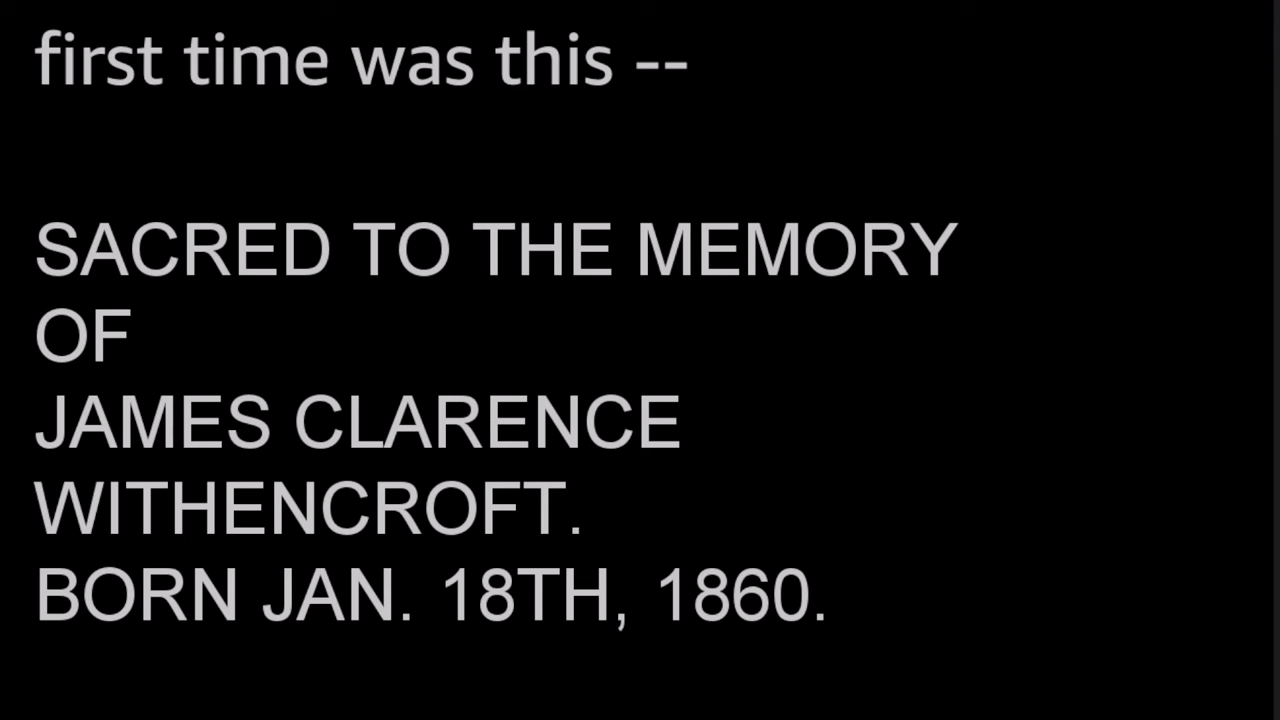 first time was this --
SACRED TO THE MEMORY
OF
JAMES CLARENCE
WITHENCROFT.
BORN JAN. 18TH, 1860.